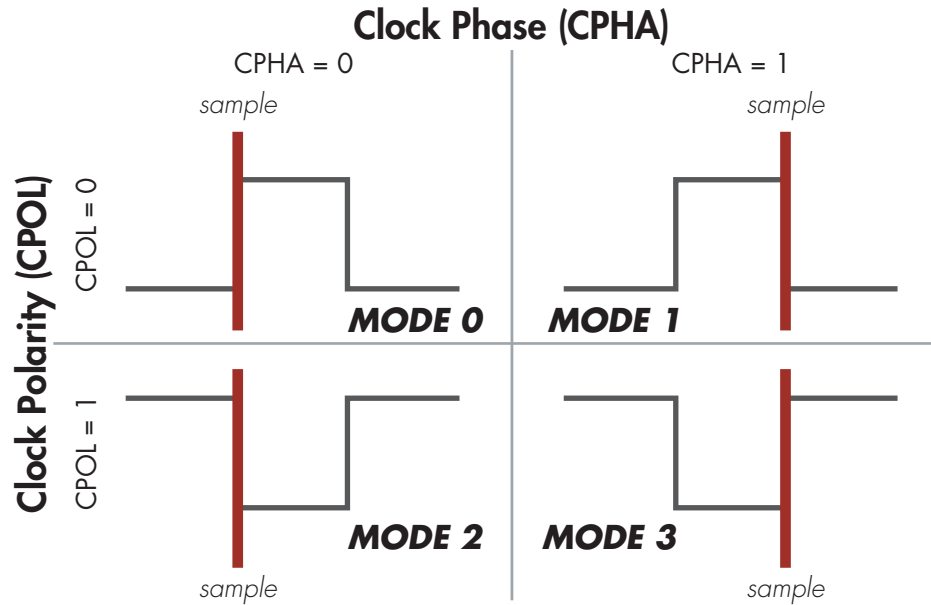 Clock Phase (CPHA)
CPHA = 0
CPHA = 1
sample
sample
Clock Polarity (CPOL)
CPOL = 0
MODE 0
MODE 1
CPOL = 1
MODE 2
MODE 3
sample
sample